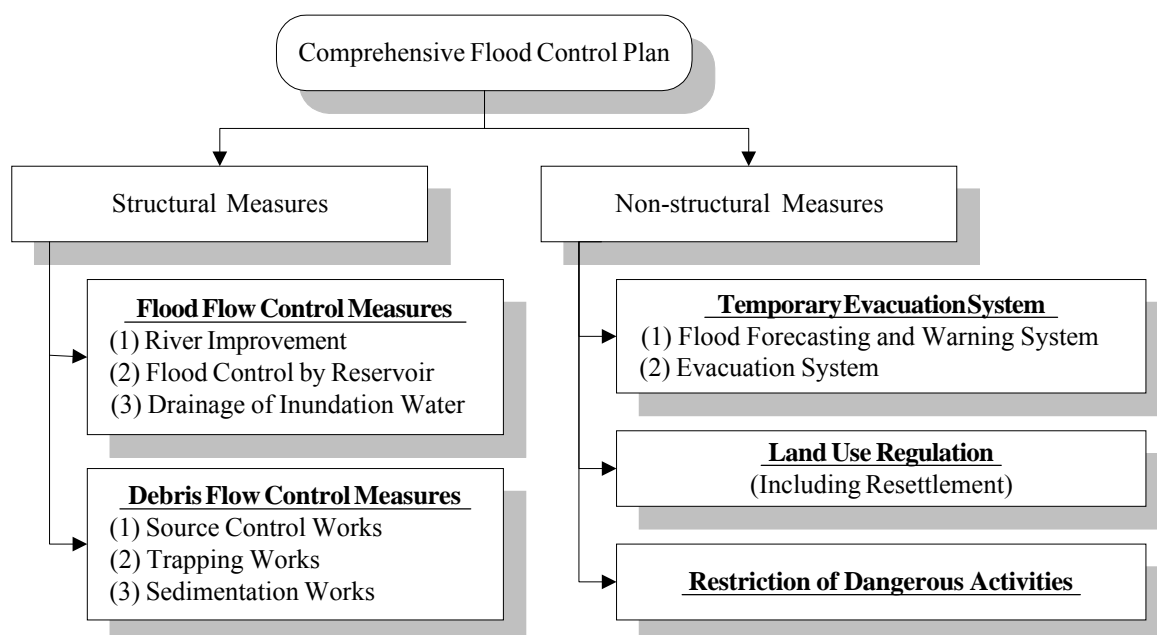 Comprehensive Flood Control Plan
Structural Measures
Flood Flow Control Measures
(1) River Improvement
(2) Flood Control by Reservoir
(3) Drainage of Inundation Water
Debris Flow Control Measures
(1) Source Control Works
(2) Trapping Works
(3) Sedimentation Works
Non-structural Measures
Temporary Evacuation System
(1) Flood Forecasting and Warning System
(2) Evacuation System
Land Use Regulation
(Including Resettlement)
Restriction of Dangerous Activities